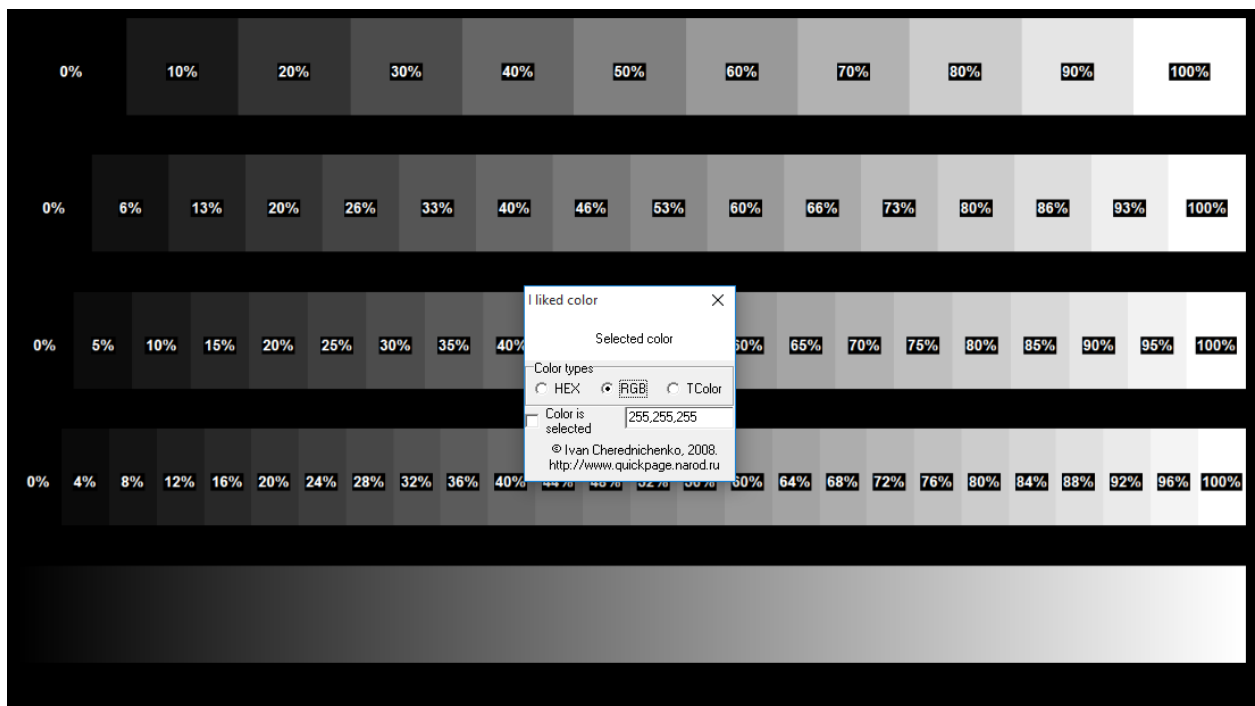 0% 10% 20% 30% 40% 50% 60% 70% 80% 90% 100%
0% 6% 13% 20% 26% 33% 40% 46% 53% 60% 66% 73% 80% 86% 93% 100%
I liked color
Selected color
0% 5% 10% 15% 20% 25% 30% 35% 40% 60% 65% 70% 75% 80% 85% 90% 95% 100%
Color types
HEX RGB TColor
Color is selected
255,255,255
© Ivan Cherednichenko, 2008.
http://www.quickpage.narod.ru
0% 4% 8% 12% 16% 20% 24% 28% 32% 36% 40% 44% 48% 52% 56% 60% 64% 68% 72% 76% 80% 84% 88% 92% 96% 100%